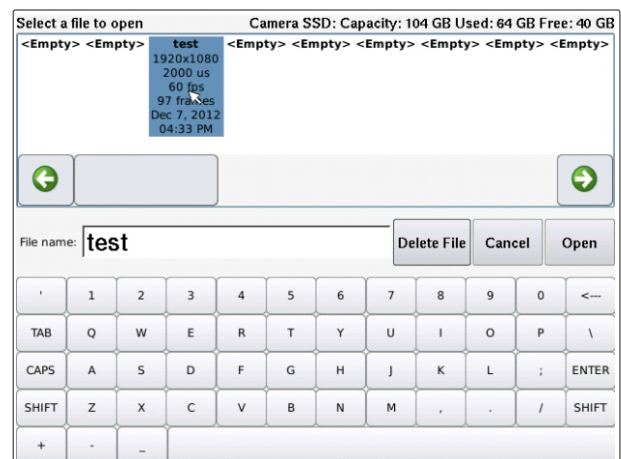 Select a file to open Camera SSD: Capacity: 104 GB Used: 64 GB Free: 40 GB
<Empty> <Empty> test <Empty> <Empty> <Empty> <Empty> <Empty>
1920x1080
2000 us
60 fps
97 frames
Dec 7, 2012
04:33 PM
File name: test Delete File Cancel Open
' 1 2 3 4 5 6 7 8 9 0 <---
TAB Q W E R T Y U I O P \
CAPS A S D F G H J K L ; ENTER
SHIFT Z X C V B N M , . / SHIFT
+ - _